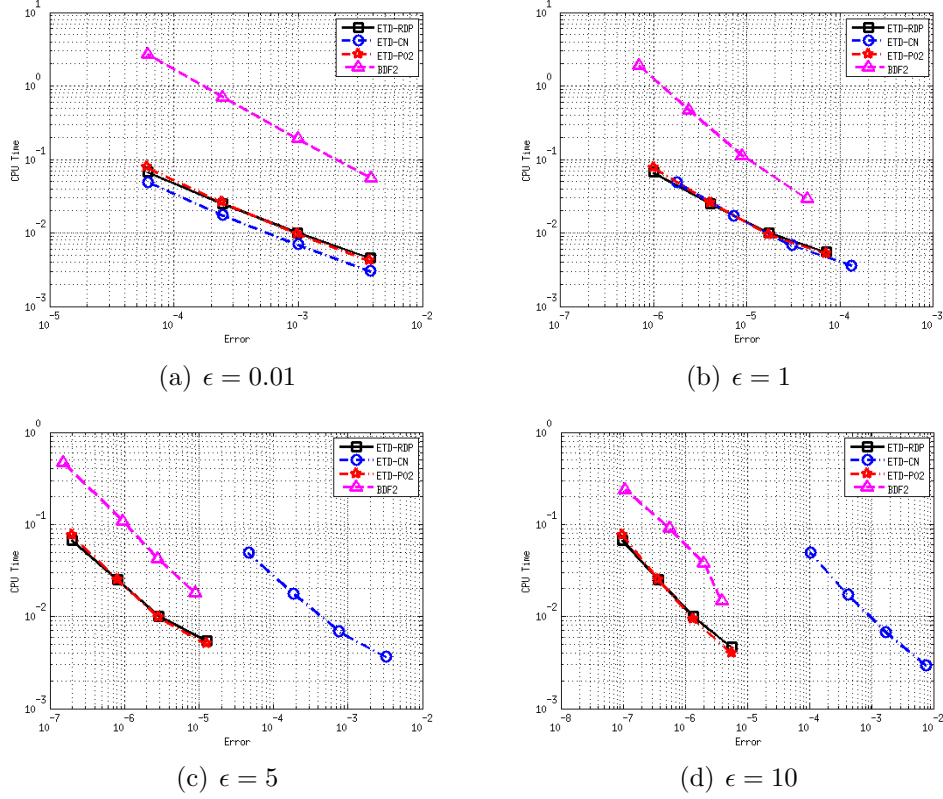 10^1
10^0
10^-1
10^-2
10^-3
CPU Time
ETD-RDP
ETD-CN
ETD-P02
BDF2
10^-5
10^-4
10^-3
10^-2
Error
(a) ϵ = 0.01
10^1
10^0
10^-1
10^-2
10^-3
CPU Time
ETD-RDP
ETD-CN
ETD-P02
BDF2
10^-7
10^-6
10^-5
10^-4
10^-3
Error
(b) ϵ = 1
10^0
10^-1
10^-2
10^-3
CPU Time
ETD-RDP
ETD-CN
ETD-P02
BDF2
10^-7
10^-6
10^-5
10^-4
10^-3
10^-2
Error
(c) ϵ = 5
10^0
10^-1
10^-2
10^-3
CPU Time
ETD-RDP
ETD-CN
ETD-P02
BDF2
10^-8
10^-7
10^-6
10^-5
10^-4
10^-3
10^-2
Error
(d) ϵ = 10